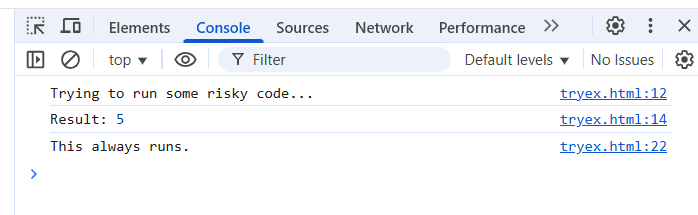 Elements Console Sources Network Performance
top Filter Default levels No Issues
Trying to run some risky code... tryex.html:12
Result: 5 tryex.html:14
This always runs. tryex.html:22